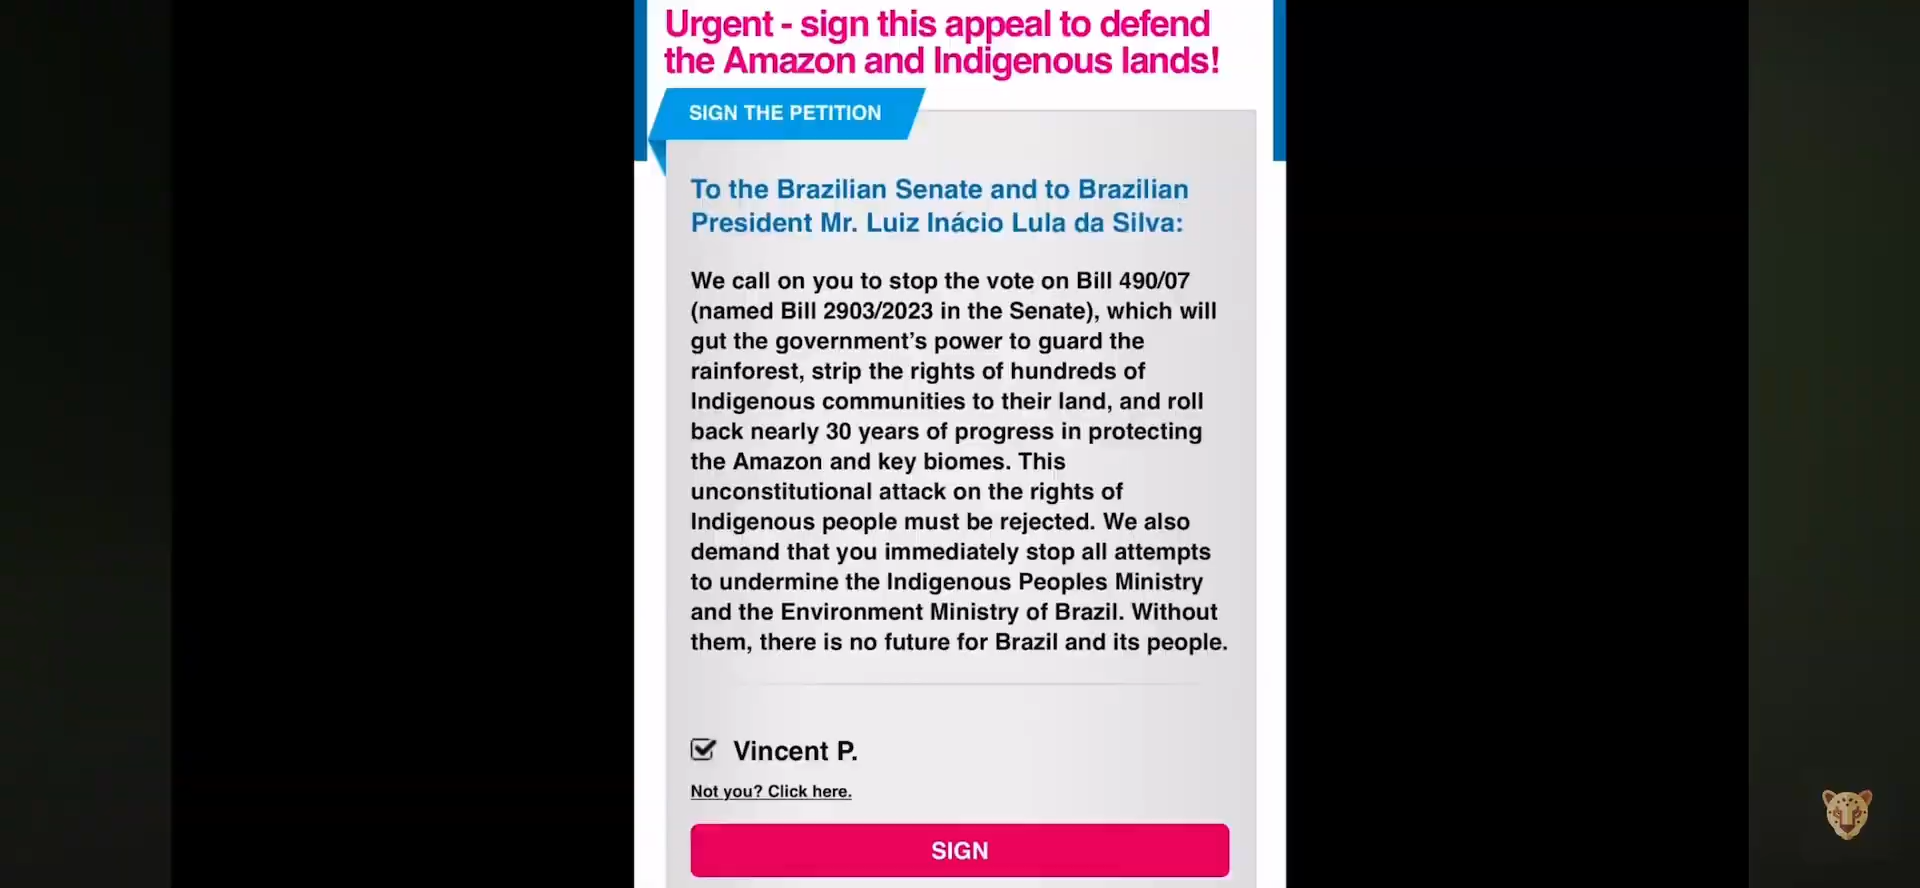 Urgent - sign this appeal to defend
the Amazon and Indigenous lands!
SIGN THE PETITION
To the Brazilian Senate and to Brazilian
President Mr. Luiz Inácio Lula da Silva:
We call on you to stop the vote on Bill 490/07
(named Bill 2903/2023 in the Senate), which will
gut the government’s power to guard the
rainforest, strip the rights of hundreds of
Indigenous communities to their land, and roll
back nearly 30 years of progress in protecting
the Amazon and key biomes. This
unconstitutional attack on the rights of
Indigenous people must be rejected. We also
demand that you immediately stop all attempts
to undermine the Indigenous Peoples Ministry
and the Environment Ministry of Brazil. Without
them, there is no future for Brazil and its people.
Vincent P.
Not you? Click here.
SIGN